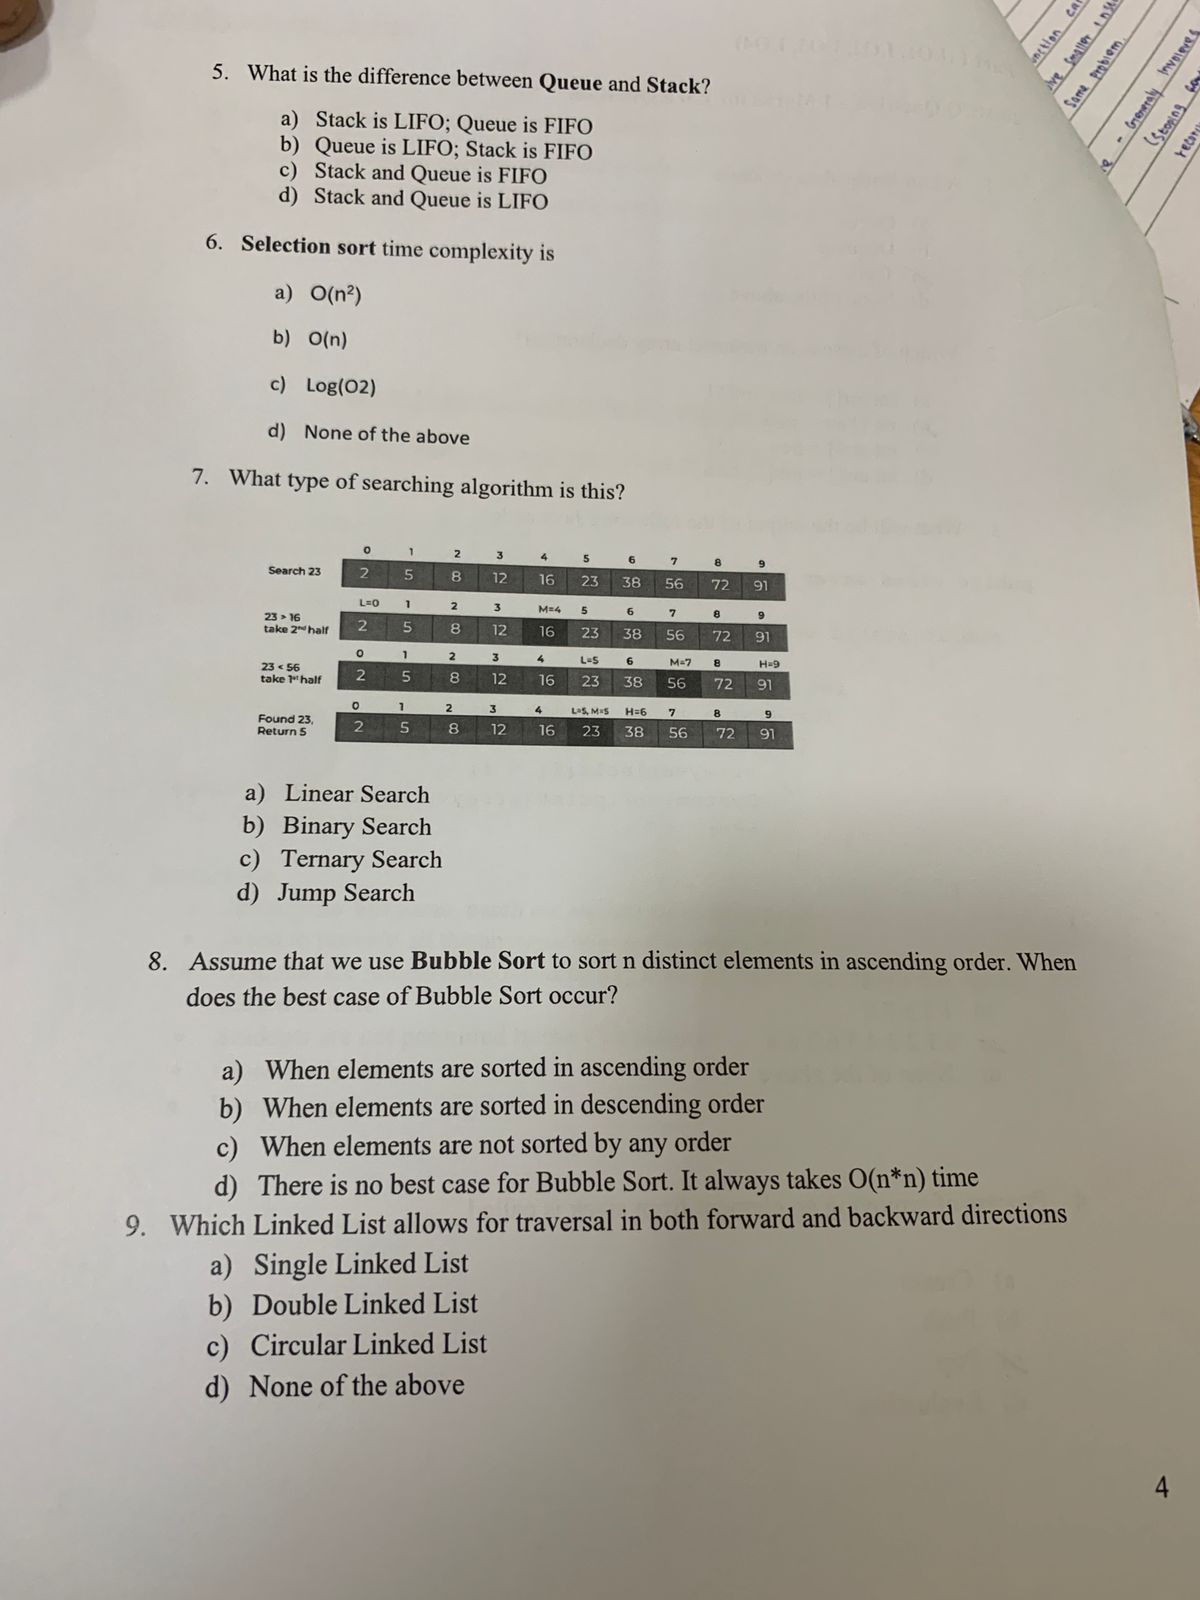 5. What is the difference between Queue and Stack?
a) Stack is LIFO; Queue is FIFO
b) Queue is LIFO; Stack is FIFO
c) Stack and Queue is FIFO
d) Stack and Queue is LIFO
6. Selection sort time complexity is
a) O(n²)
b) O(n)
c) Log(O2)
d) None of the above
7. What type of searching algorithm is this?
0 1 2 3 4 5 6 7 8 9
Search 23 2 5 8 12 16 23 38 56 72 91
L=0 1 2 3 M=4 5 6 7 8 9
23 > 16
take 2nd half 2 5 8 12 16 23 38 56 72 91
0 1 2 3 4 L=5 6 M=7 8 H=9
23 < 56
take 1st half 2 5 8 12 16 23 38 56 72 91
0 1 2 3 4 L=5, M=5 H=6 7 8 9
Found 23,
Return 5 2 5 8 12 16 23 38 56 72 91
a) Linear Search
b) Binary Search
c) Ternary Search
d) Jump Search
8. Assume that we use Bubble Sort to sort n distinct elements in ascending order. When
does the best case of Bubble Sort occur?
a) When elements are sorted in ascending order
b) When elements are sorted in descending order
c) When elements are not sorted by any order
d) There is no best case for Bubble Sort. It always takes O(n*n) time
9. Which Linked List allows for traversal in both forward and backward directions
a) Single Linked List
b) Double Linked List
c) Circular Linked List
d) None of the above
4
Smaller
Same Problem.
- Generally Involves
(Storing